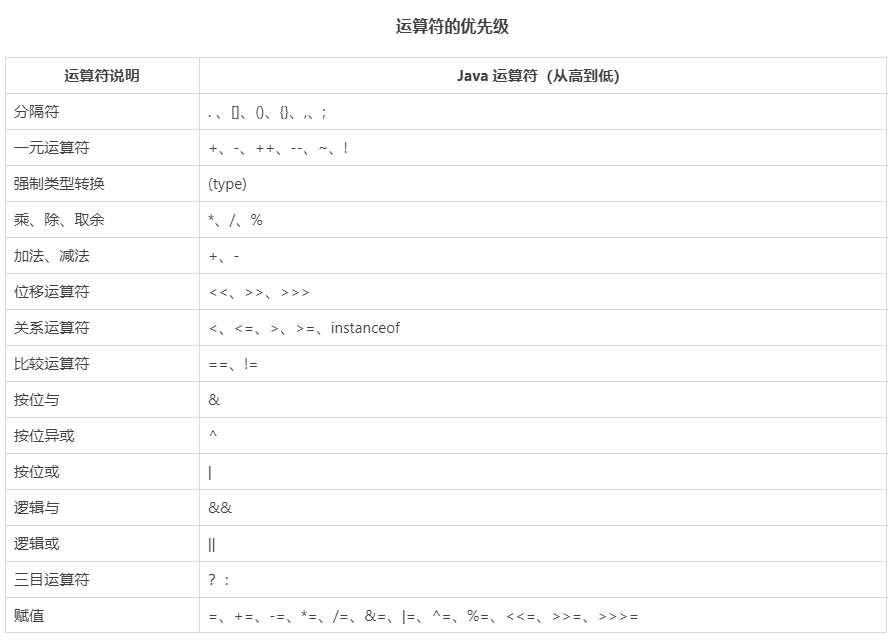 运算符的优先级
运算符说明 Java 运算符（从高到低）
分隔符 . 、[]、()、{}、,、;
一元运算符 +、-、++、--、~、!
强制类型转换 (type)
乘、除、取余 *、/、%
加法、减法 +、-
位移运算符 <<、>>、>>>
关系运算符 <、<=、>、>=、instanceof
比较运算符 ==、!=
按位与 &
按位异或 ^
按位或 |
逻辑与 &&
逻辑或 ||
三目运算符 ？：
赋值 =、+=、-=、*=、/=、&=、|=、^=、%=、<<=、>>=、>>>=